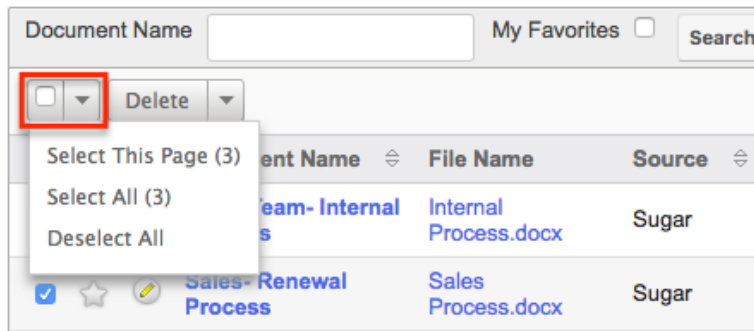 Document Name My Favorites Search
Delete
Select This Page (3)
Select All (3)
Deselect All
ent Name File Name Source
eam- Internal Internal Sugar
s Process.docx
Sales- Renewal Sales Sugar
Process Process.docx